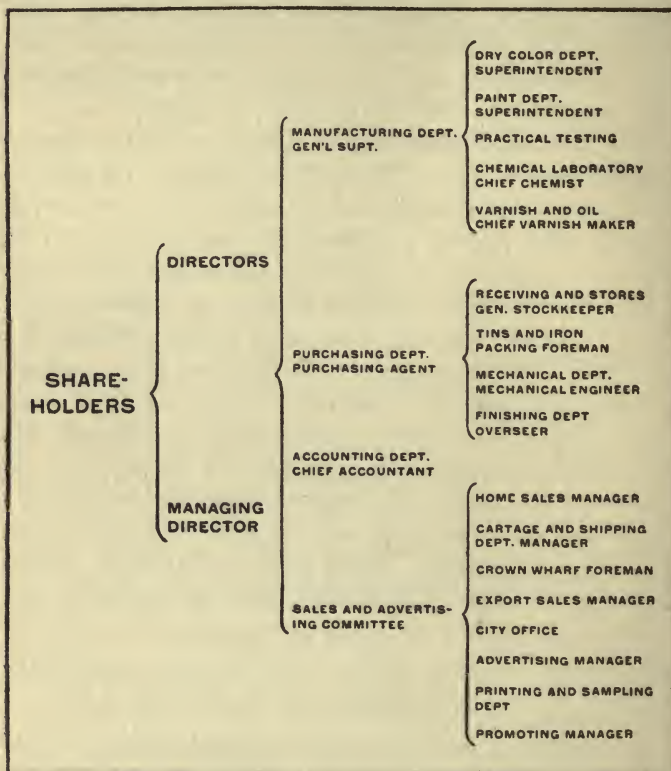 SHARE-
HOLDERS
DIRECTORS
MANAGING
DIRECTOR
MANUFACTURING DEPT.
GEN'L SUPT.
PURCHASING DEPT.
PURCHASING AGENT
ACCOUNTING DEPT.
CHIEF ACCOUNTANT
SALES AND ADVERTIS-
ING COMMITTEE
DRY COLOR DEPT.
SUPERINTENDENT
PAINT DEPT.
SUPERINTENDENT
PRACTICAL TESTING
CHEMICAL LABORATORY
CHIEF CHEMIST
VARNISH AND OIL
CHIEF VARNISH MAKER
RECEIVING AND STORES
GEN. STOCKKEEPER
TINS AND IRON
PACKING FOREMAN
MECHANICAL DEPT.
MECHANICAL ENGINEER
FINISHING DEPT
OVERSEER
HOME SALES MANAGER
CARTAGE AND SHIPPING
DEPT. MANAGER
CROWN WHARF FOREMAN
EXPORT SALES MANAGER
CITY OFFICE
ADVERTISING MANAGER
PRINTING AND SAMPLING
DEPT
PROMOTING MANAGER